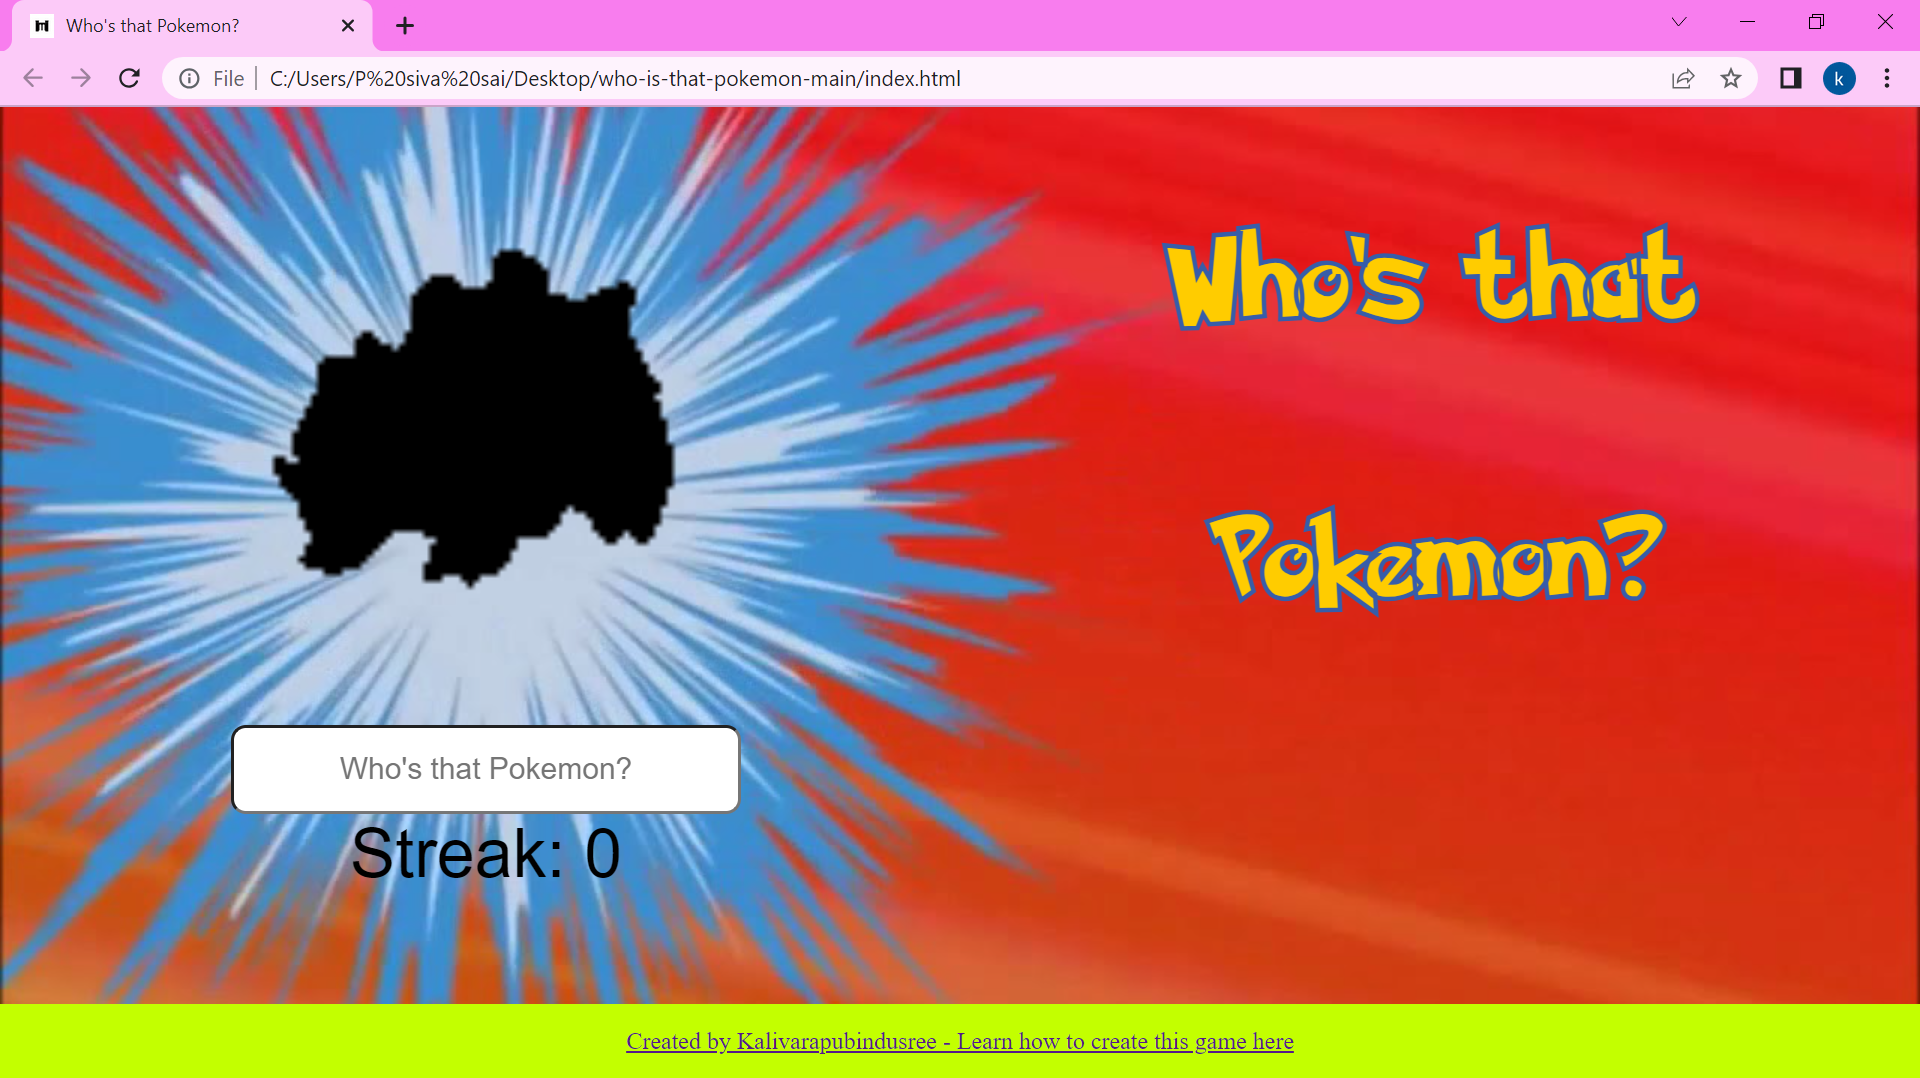 Who's that Pokemon?
File C:/Users/P%20siva%20sai/Desktop/who-is-that-pokemon-main/index.html
k
Who's that
Pokemon?
Who's that Pokemon?
Streak: 0
Created by Kalivarapubindusree - Learn how to create this game here